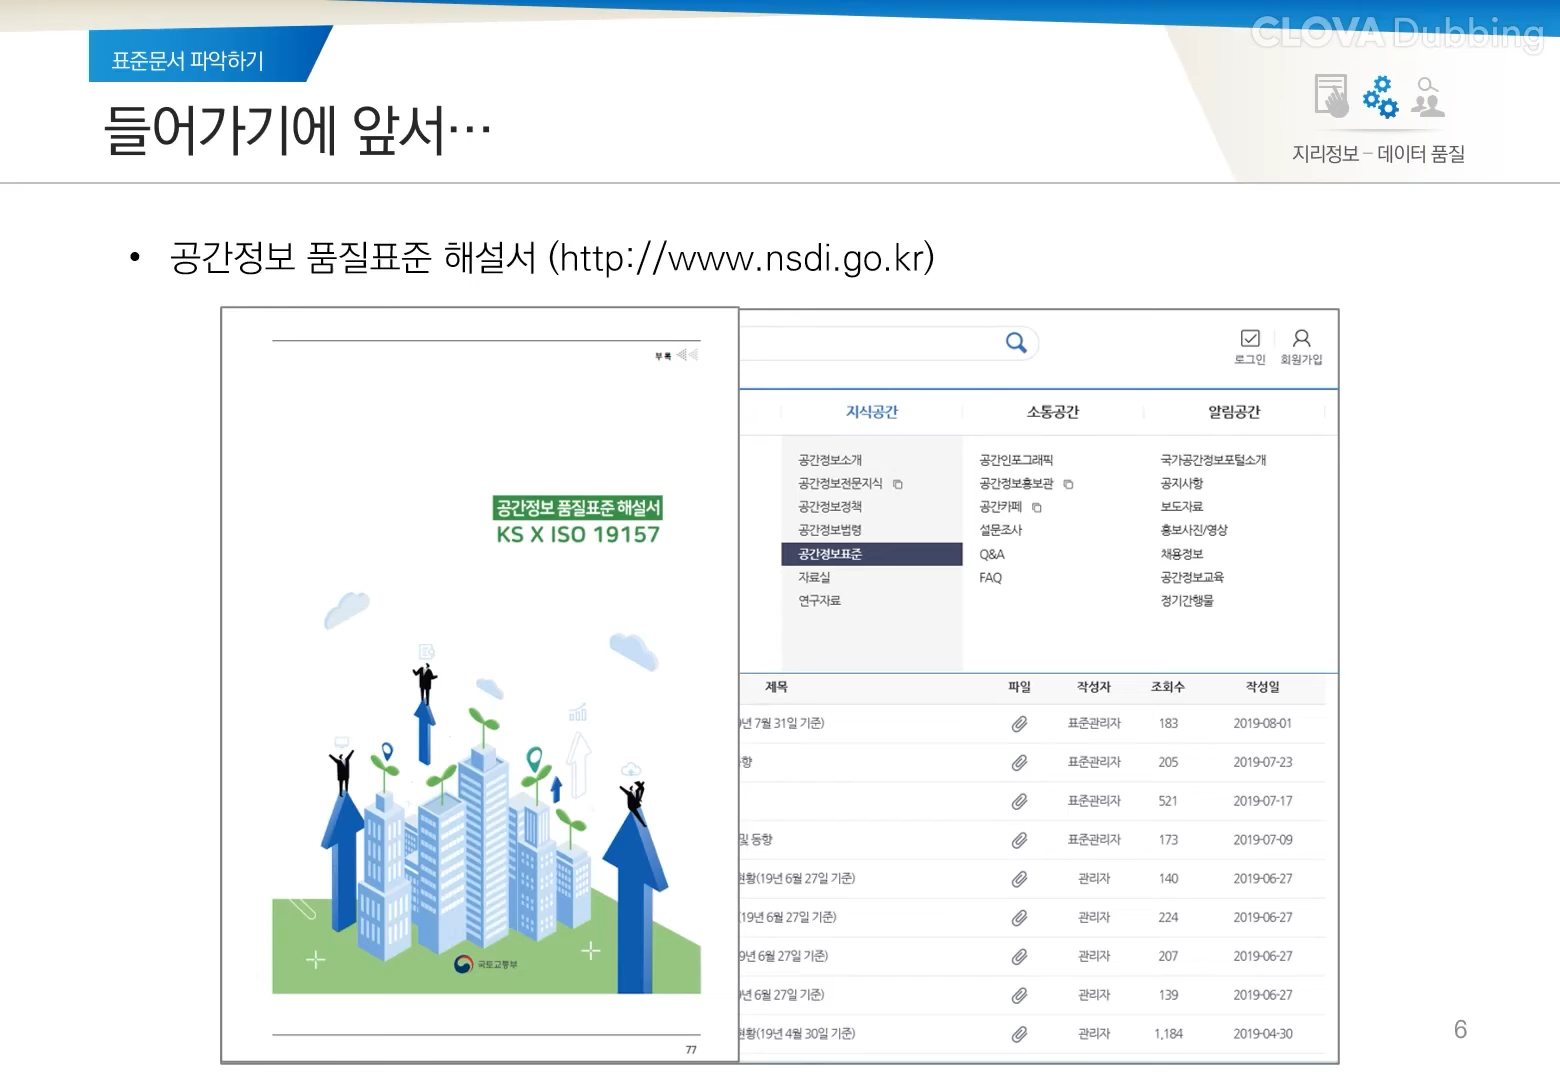 CLOVA Dubbing
표준문서 파악하기
들어가기에 앞서…
지리정보 – 데이터 품질
• 공간정보 품질표준 해설서 (http://www.nsdi.go.kr)
부록
공간정보 품질표준 해설서
KS X ISO 19157
국토교통부
77
로그인 회원가입
지식공간 소통공간 알림공간
공간정보소개 공간인포그래픽 국가공간정보포털소개
공간정보전문지식 공간정보홍보관 공지사항
공간정보정책 공간카페 보도자료
공간정보법령 설문조사 홍보사진/영상
공간정보표준 Q&A 채용정보
자료실 FAQ 공간정보교육
연구자료 정기간행물
제목 파일 작성자 조회수 작성일
년 7월 31일 기준) 표준관리자 183 2019-08-01
향 표준관리자 205 2019-07-23
표준관리자 521 2019-07-17
및 동향 표준관리자 173 2019-07-09
현황(19년 6월 27일 기준) 관리자 140 2019-06-27
(19년 6월 27일 기준) 관리자 224 2019-06-27
9년 6월 27일 기준) 관리자 207 2019-06-27
년 6월 27일 기준) 관리자 139 2019-06-27
현황(19년 4월 30일 기준) 관리자 1,184 2019-04-30
6